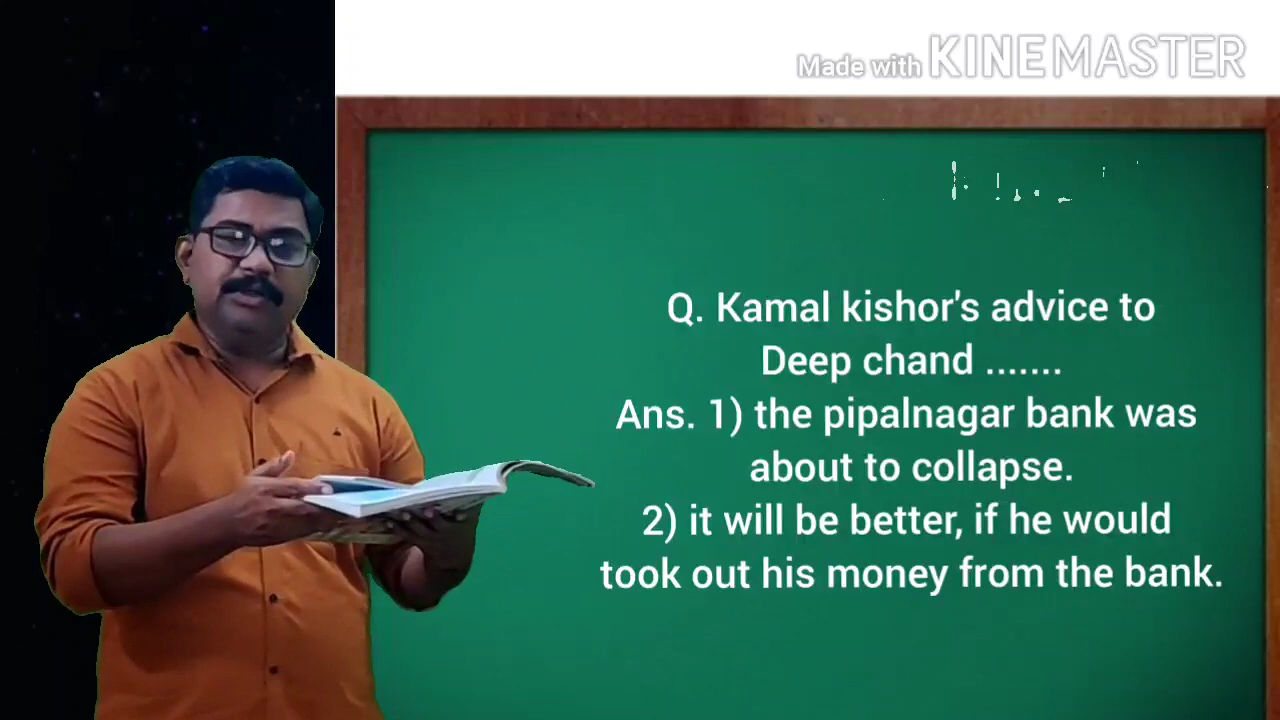 Made with KINEMASTER
Q. Kamal kishor's advice to
Deep chand .......
Ans. 1) the pipalnagar bank was
about to collapse.
2) it will be better, if he would
took out his money from the bank.